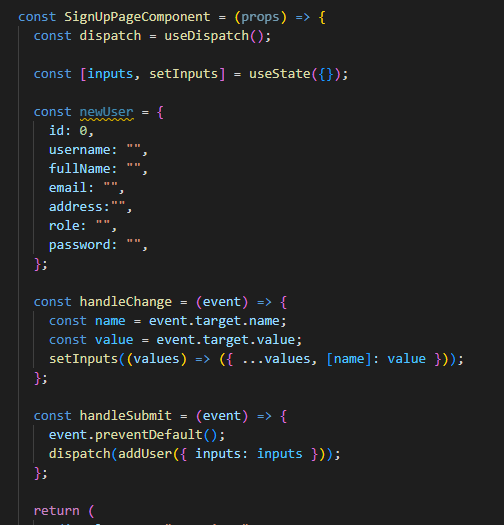 const SignUpPageComponent = (props) => {
const dispatch = useDispatch();
const [inputs, setInputs] = useState({});
const newUser = {
id: 0,
username: "",
fullName: "",
email: "",
address:"",
role: "",
password: "",
};
const handleChange = (event) => {
const name = event.target.name;
const value = event.target.value;
setInputs((values) => ({ ...values, [name]: value }));
};
const handleSubmit = (event) => {
event.preventDefault();
dispatch(addUser({ inputs: inputs }));
};
return (